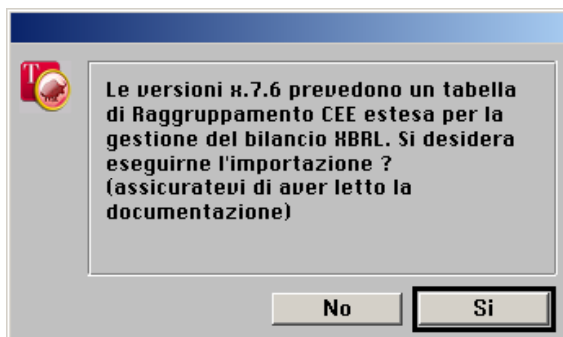 T
Le versioni x.7.6 prevedono un tabella
di Raggruppamento CEE estesa per la
gestione del bilancio XBRL. Si desidera
eseguirne l'importazione ?
(assicuratevi di aver letto la
documentazione)
No
Si